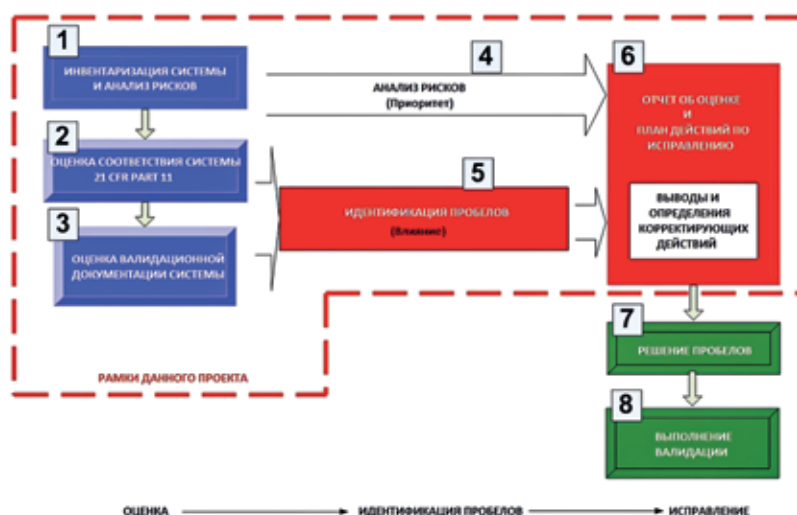 1
ИНВЕНТАРИЗАЦИЯ СИСТЕМЫ
И АНАЛИЗ РИСКОВ
2
ОЦЕНКА СООТВЕТСТВИЯ СИСТЕМЫ
21 CFR PART 11
3
ОЦЕНКА ВАЛИДАЦИОННОЙ
ДОКУМЕНТАЦИИ СИСТЕМЫ
4
АНАЛИЗ РИСКОВ
(Приоритет)
5
ИДЕНТИФИКАЦИЯ ПРОБЕЛОВ
(Влияние)
6
ОТЧЕТ ОБ ОЦЕНКЕ
И
ПЛАН ДЕЙСТВИЙ ПО
ИСПРАВЛЕНИЮ
ВЫВОДЫ И
ОПРЕДЕЛЕНИЯ
КОРРЕКТИРУЮЩИХ
ДЕЙСТВИЙ
7
РЕШЕНИЕ ПРОБЕЛОВ
8
ВЫПОЛНЕНИЕ
ВАЛИДАЦИИ
РАМКИ ДАННОГО ПРОЕКТА
ОЦЕНКА ИДЕНТИФИКАЦИЯ ПРОБЕЛОВ ИСПРАВЛЕНИЕ